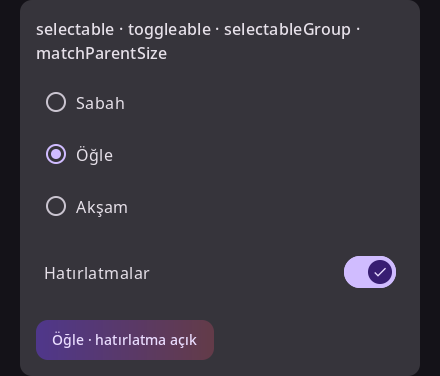 selectable · toggleable · selectableGroup ·
matchParentSize
Sabah
Öğle
Akşam
Hatırlatmalar
Öğle · hatırlatma açık